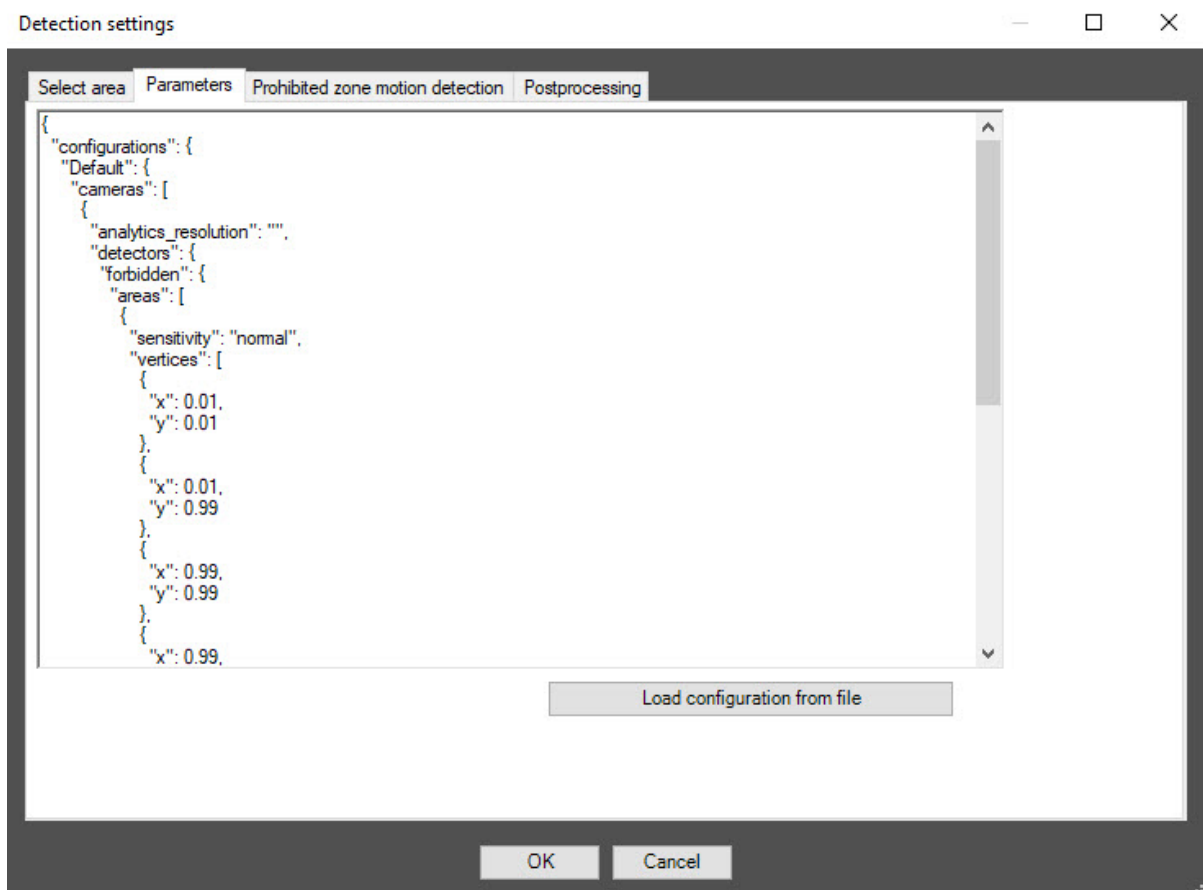 Detection settings
Select area Parameters Prohibited zone motion detection Postprocessing
{
"configurations": {
"Default": {
"cameras": [
{
"analytics_resolution": "",
"detectors": {
"forbidden": {
"areas": [
{
"sensitivity": "normal",
"vertices": [
{
"x": 0.01,
"y": 0.01
},
{
"x": 0.01,
"y": 0.99
},
{
"x": 0.99,
"y": 0.99
},
{
"x": 0.99,
Load configuration from file
OK Cancel